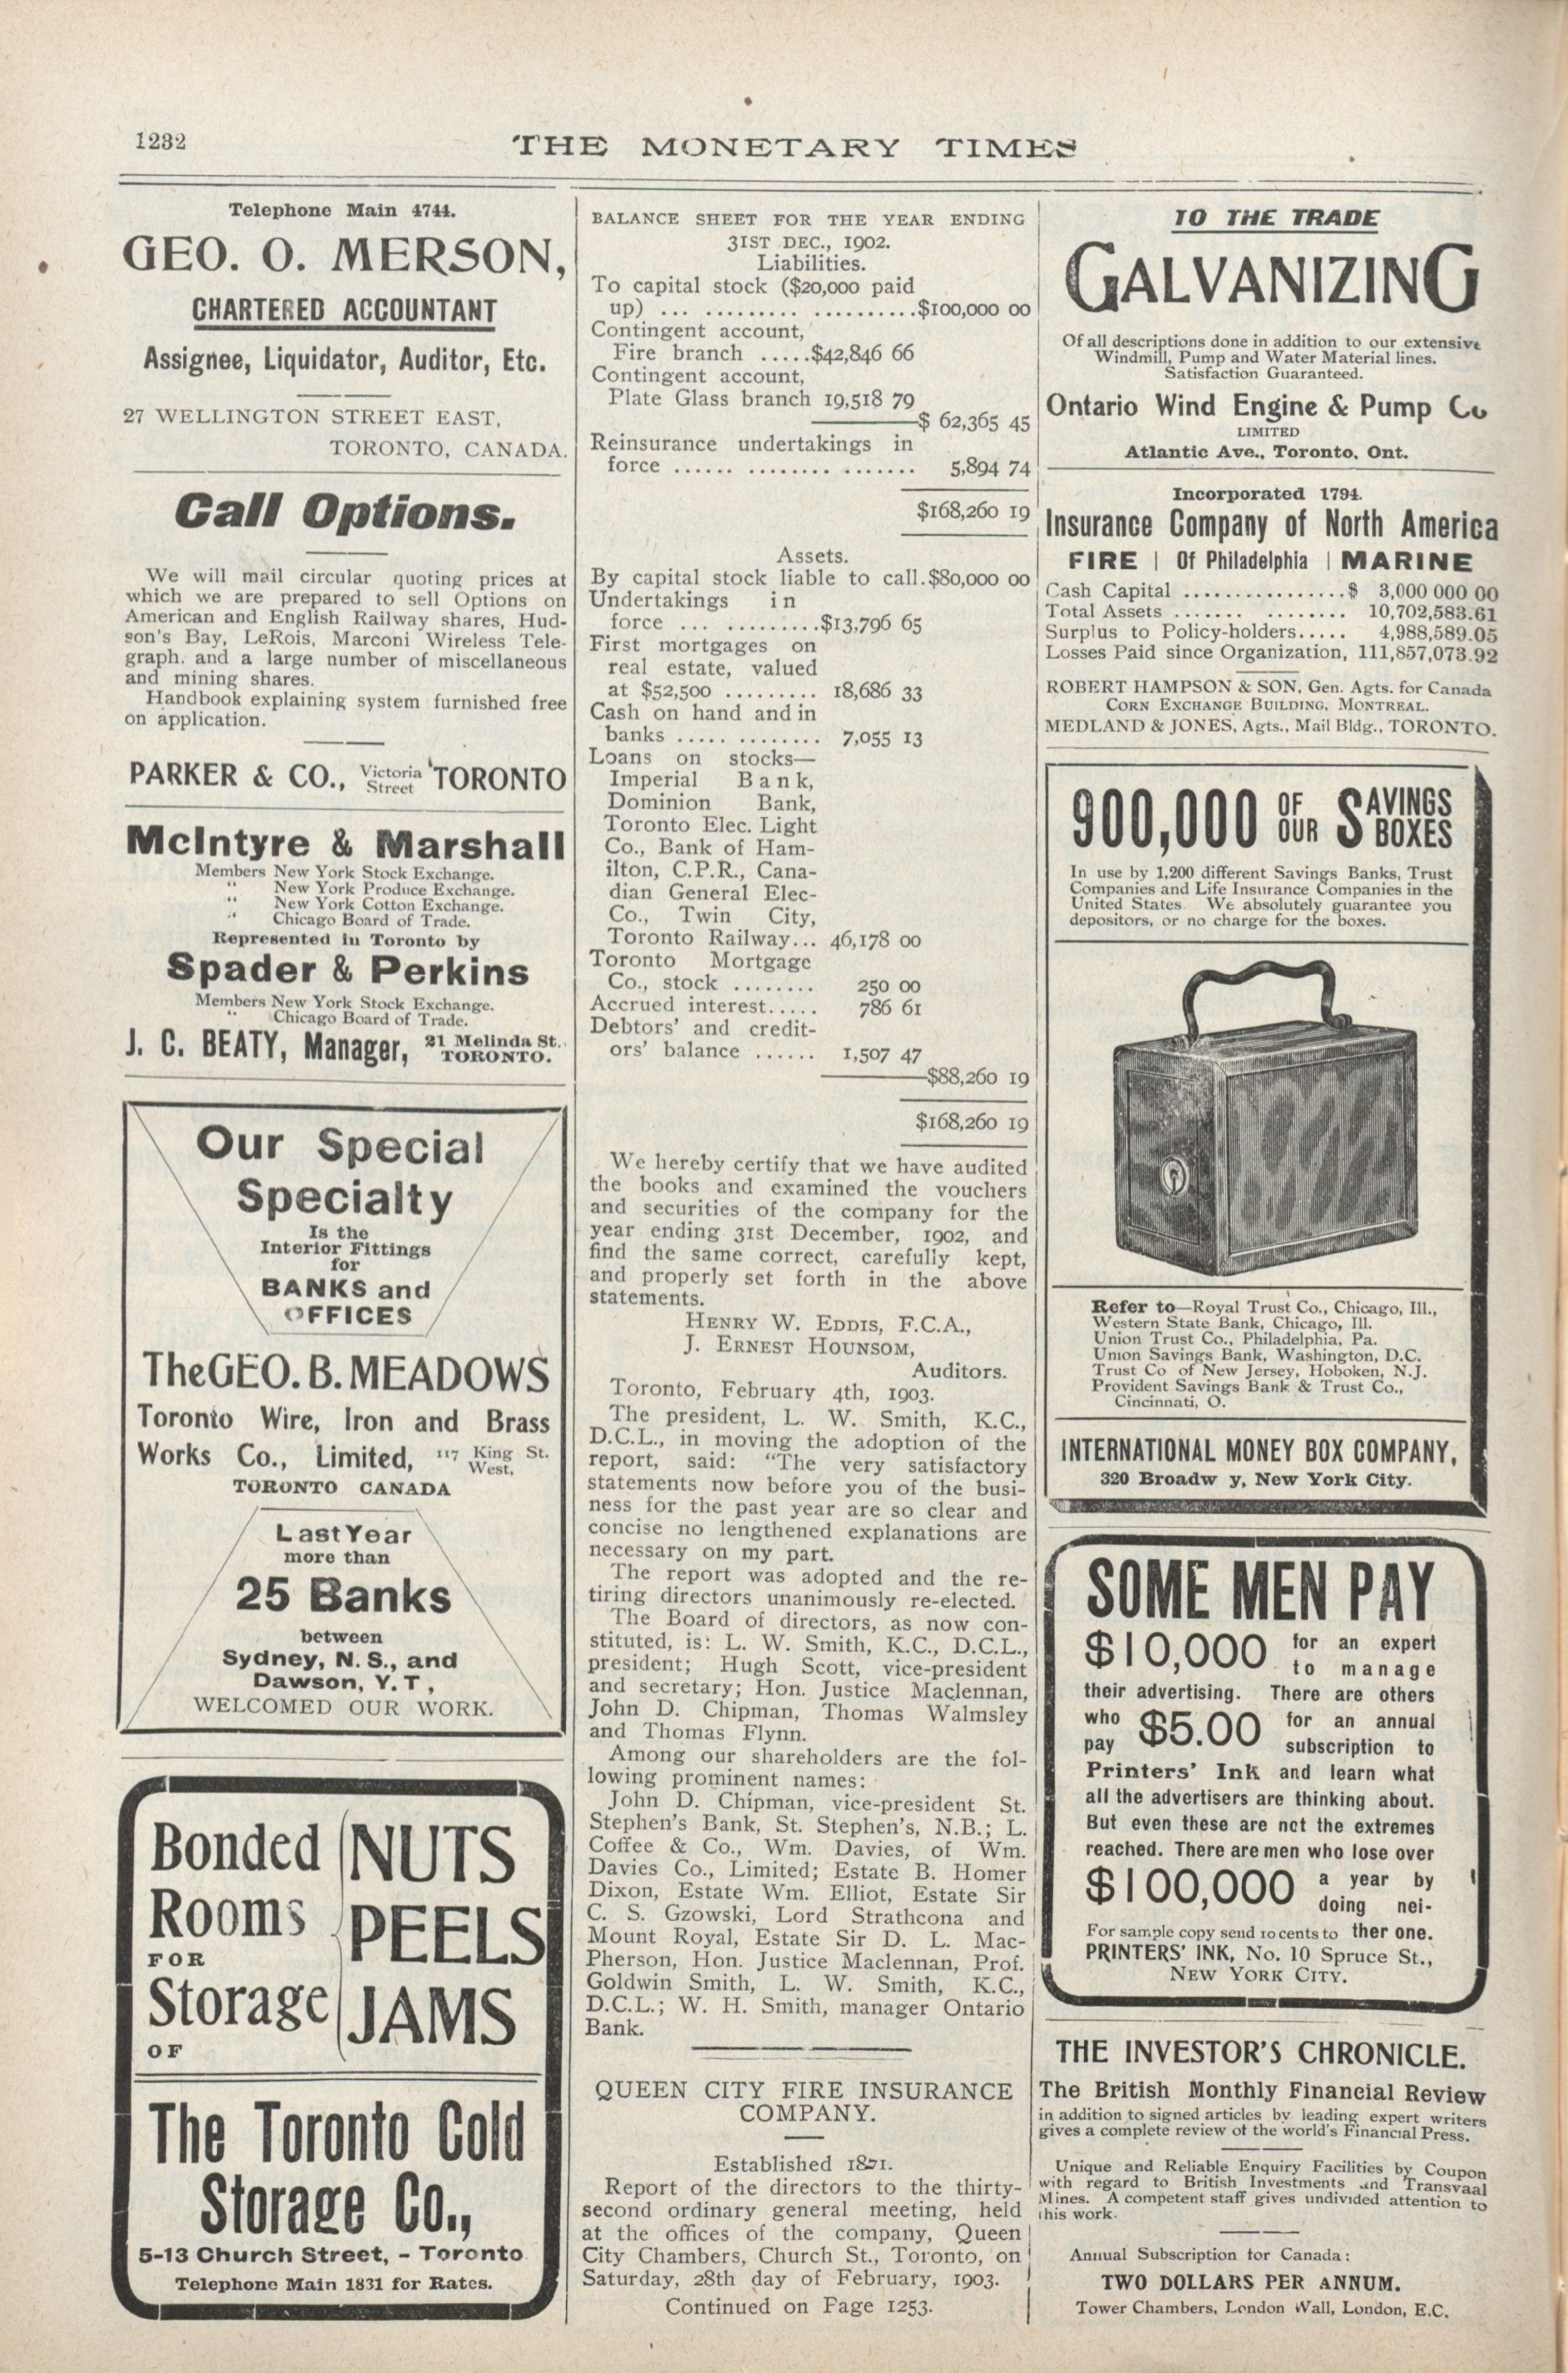 1232
THE MONETARY TIMES
Telephone Main 4744.
GEO. O. MERSON,
CHARTERED ACCOUNTANT
Assignee, Liquidator, Auditor, Etc.
27 WELLINGTON STREET EAST,
TORONTO, CANADA.
Call Options.
We will mail circular quoting prices at
which we are prepared to sell Options on
American and English Railway shares, Hud-
son's Bay, LeRois, Marconi Wireless Tele-
graph, and a large number of miscellaneous
and mining shares.
Handbook explaining system furnished free
on application.
PARKER & CO., Victoria Street TORONTO
McIntyre & Marshall
Members New York Stock Exchange.
" New York Produce Exchange.
" New York Cotton Exchange.
" Chicago Board of Trade.
Represented in Toronto by
Spader & Perkins
Members New York Stock Exchange.
" Chicago Board of Trade.
J. C. BEATY, Manager, 21 Melinda St. TORONTO.
Our Special
Specialty
Is the
Interior Fittings
for
BANKS and
OFFICES
The GEO. B. MEADOWS
Toronto Wire, Iron and Brass
Works Co., Limited, 117 King St. West,
TORONTO CANADA
Last Year
more than
25 Banks
between
Sydney, N. S., and
Dawson, Y. T,
WELCOMED OUR WORK.
Bonded
Rooms
FOR
Storage
OF
NUTS
PEELS
JAMS
The Toronto Cold
Storage Co.,
5-13 Church Street, - Toronto
Telephone Main 1831 for Rates.
BALANCE SHEET FOR THE YEAR ENDING
31ST DEC., 1902.
Liabilities.
To capital stock ($20,000 paid
up) ... ......... ..........$100,000 00
Contingent account,
Fire branch .....$42,846 66
Contingent account,
Plate Glass branch 19,518 79
$ 62,365 45
Reinsurance undertakings in
force ...... ........ ....... 5,894 74
$168,260 19
Assets.
By capital stock liable to call.$80,000 00
Undertakings in
force ... .........$13,796 65
First mortgages on
real estate, valued
at $52,500 ......... 18,686 33
Cash on hand and in
banks ..... ........ 7,055 13
Loans on stocks—
Imperial Bank,
Dominion Bank,
Toronto Elec. Light
Co., Bank of Ham-
ilton, C.P.R., Cana-
dian General Elec-
Co., Twin City,
Toronto Railway... 46,178 00
Toronto Mortgage
Co., stock ........ 250 00
Accrued interest..... 786 61
Debtors' and credit-
ors' balance ...... 1,507 47
$88,260 19
$168,260 19
We hereby certify that we have audited
the books and examined the vouchers
and securities of the company for the
year ending 31st December, 1902, and
find the same correct, carefully kept,
and properly set forth in the above
statements.
HENRY W. EDDIS, F.C.A.,
J. ERNEST HOUNSOM,
Auditors.
Toronto, February 4th, 1903.
The president, L. W. Smith, K.C.,
D.C.L., in moving the adoption of the
report, said: "The very satisfactory
statements now before you of the busi-
ness for the past year are so clear and
concise no lengthened explanations are
necessary on my part.
The report was adopted and the re-
tiring directors unanimously re-elected.
The Board of directors, as now con-
stituted, is: L. W. Smith, K.C., D.C.L.,
president; Hugh Scott, vice-president
and secretary; Hon. Justice Maclennan,
John D. Chipman, Thomas Walmsley
and Thomas Flynn.
Among our shareholders are the fol-
lowing prominent names:
John D. Chipman, vice-president St.
Stephen's Bank, St. Stephen's, N.B.; L.
Coffee & Co., Wm. Davies, of Wm.
Davies Co., Limited; Estate B. Homer
Dixon, Estate Wm. Elliot, Estate Sir
C. S. Gzowski, Lord Strathcona and
Mount Royal, Estate Sir D. L. Mac-
Pherson, Hon. Justice Maclennan, Prof.
Goldwin Smith, L. W. Smith, K.C.,
D.C.L.; W. H. Smith, manager Ontario
Bank.
QUEEN CITY FIRE INSURANCE
COMPANY.
Established 1871.
Report of the directors to the thirty-
second ordinary general meeting, held
at the offices of the company, Queen
City Chambers, Church St., Toronto, on
Saturday, 28th day of February, 1903.
Continued on Page 1253.
TO THE TRADE
GALVANIZING
Of all descriptions done in addition to our extensive
Windmill, Pump and Water Material lines.
Satisfaction Guaranteed.
Ontario Wind Engine & Pump Co
LIMITED
Atlantic Ave., Toronto, Ont.
Incorporated 1794.
Insurance Company of North America
FIRE | Of Philadelphia | MARINE
Cash Capital ................$ 3,000 000 00
Total Assets ....... ......... 10,702,583.61
Surplus to Policy-holders..... 4,988,589.05
Losses Paid since Organization, 111,857,073.92
ROBERT HAMPSON & SON, Gen. Agts. for Canada
CORN EXCHANGE BUILDING, MONTREAL.
MEDLAND & JONES, Agts., Mail Bldg., TORONTO.
900,000 OF OUR SAVINGS BOXES
In use by 1,200 different Savings Banks, Trust
Companies and Life Insurance Companies in the
United States. We absolutely guarantee you
depositors, or no charge for the boxes.
Refer to—Royal Trust Co., Chicago, Ill.,
Western State Bank, Chicago, Ill.
Union Trust Co., Philadelphia, Pa.
Union Savings Bank, Washington, D.C.
Trust Co of New Jersey, Hoboken, N.J.
Provident Savings Bank & Trust Co.,
Cincinnati, O.
INTERNATIONAL MONEY BOX COMPANY,
320 Broadw y, New York City.
SOME MEN PAY
$10,000 for an expert to manage
their advertising. There are others
who pay $5.00 for an annual subscription to
Printers' Ink and learn what
all the advertisers are thinking about.
But even these are not the extremes
reached. There are men who lose over
$100,000 a year by doing nei-
For sample copy send 10 cents to ther one.
PRINTERS' INK, No. 10 Spruce St.,
NEW YORK CITY.
THE INVESTOR'S CHRONICLE.
The British Monthly Financial Review
in addition to signed articles by leading expert writers
gives a complete review of the world's Financial Press.
Unique and Reliable Enquiry Facilities by Coupon
with regard to British Investments and Transvaal
Mines. A competent staff gives undivided attention to
this work.
Annual Subscription for Canada:
TWO DOLLARS PER ANNUM.
Tower Chambers, London Wall, London, E.C.